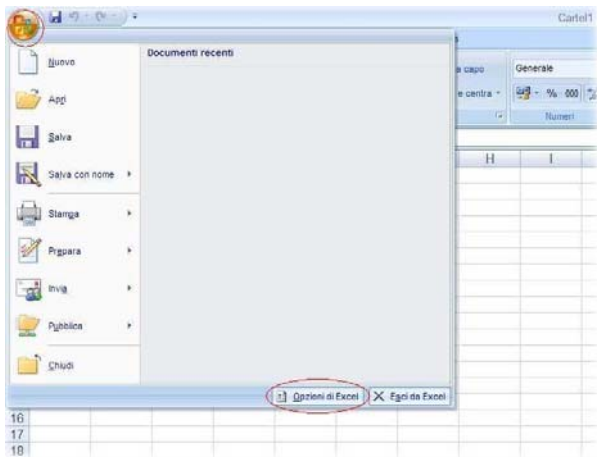 Cartel1
Documenti recenti
Nuovo
Apri
Salva
Salva con nome
Stampa
Prepara
Invia
Pubblica
Chiudi
Opzioni di Excel
Esci da Excel
a capo
Generale
e centra
% 000
Numeri
H I
16
17
18